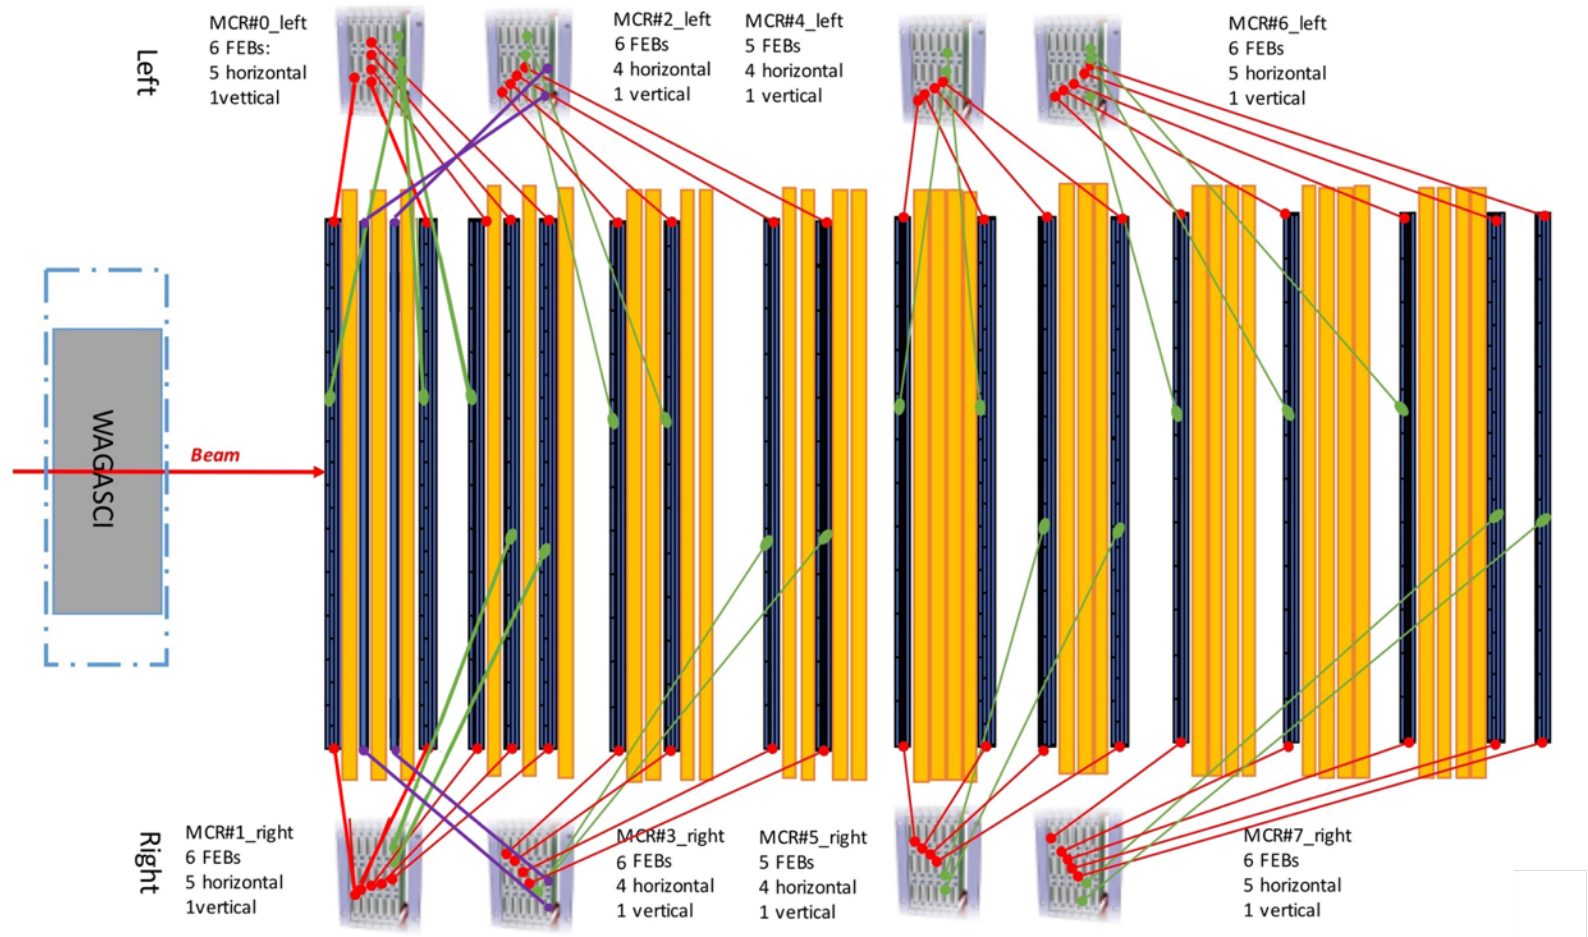 MCR#0_left
6 FEBs:
5 horizontal
1vettical
MCR#2_left
6 FEBs
4 horizontal
1 vertical
MCR#4_left
5 FEBs
4 horizontal
1 vertical
MCR#6_left
6 FEBs
5 horizontal
1 vertical
Left
WAGASCI
Beam
Right
MCR#1_right
6 FEBs
5 horizontal
1vertical
MCR#3_right
6 FEBs
4 horizontal
1 vertical
MCR#5_right
5 FEBs
4 horizontal
1 vertical
MCR#7_right
6 FEBs
5 horizontal
1 vertical